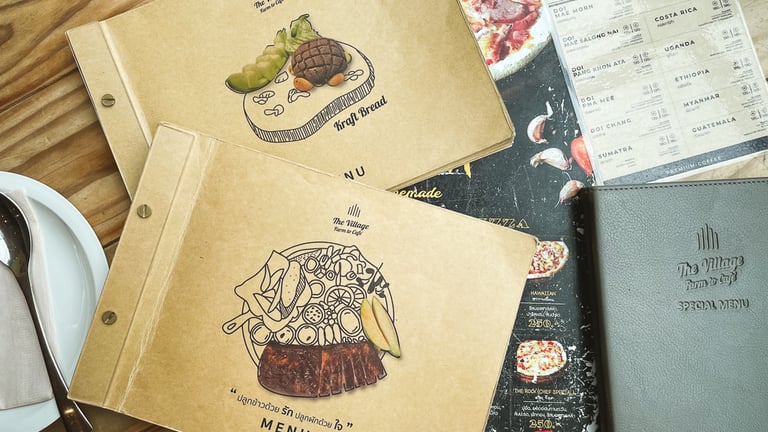 The Village
Farm to Café
Kraft Bread
NU
The Village
Farm to Café
“ ปลูกข้าวด้วย รัก ปลูกผักด้วย ใจ ”
MENU
emade
ZZA
HAWAIIAN
250.-
THE ROCK (CHEF SPECIAL)
250.-
DOI
MAE HORN
DOI
MAE SALONG NAI
DOI
PANG KHON AYA
DOI
PHA MEE
DOI CHANG
SUMATRA
COSTA RICA
UGANDA
ETHIOPIA
MYANMAR
GUATEMALA
PREMIUM COFFEE
The Village
Farm to Café
SPECIAL MENU